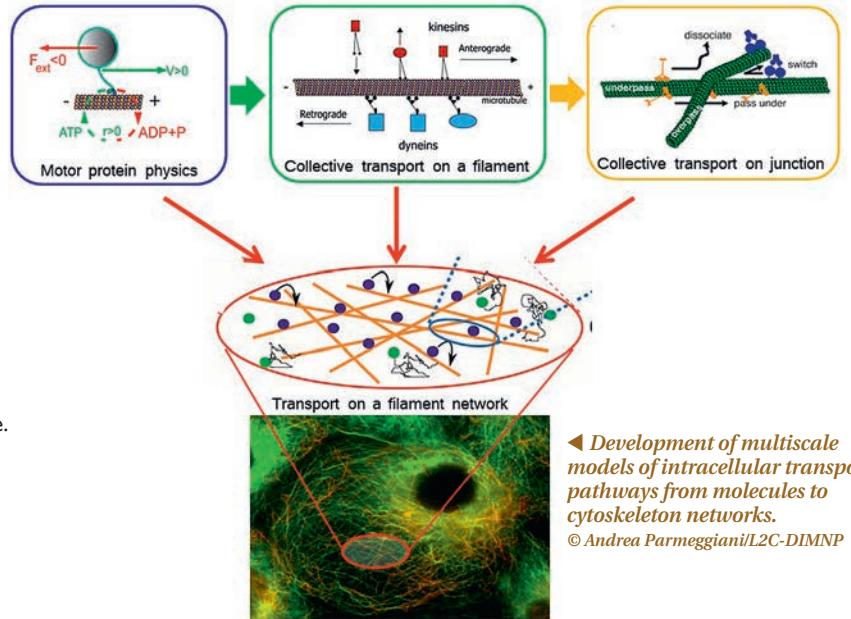 kinesins
Anterograde
microtubule
- +
Retrograde
dyneins
Collective transport on a filament
F ext <0
V>0
- +
ATP r>0 ADP+P
Motor protein physics
dissociate
switch
underpass
pass under
overpass
Collective transport on junction
Transport on a filament network
e.
◀ Development of multiscale
models of intracellular transpo
pathways from molecules to
cytoskeleton networks.
© Andrea Parmeggiani/L2C-DIMNP